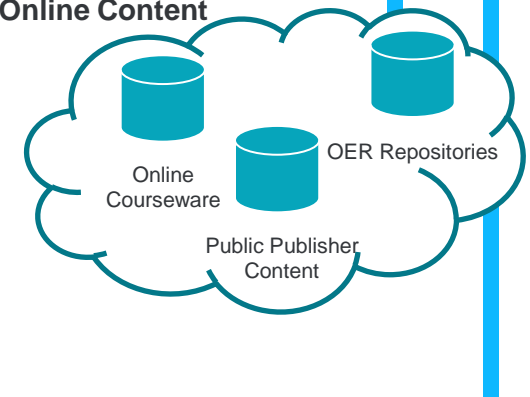 Online Content
OER Repositories
Online
Courseware
Public Publisher
Content